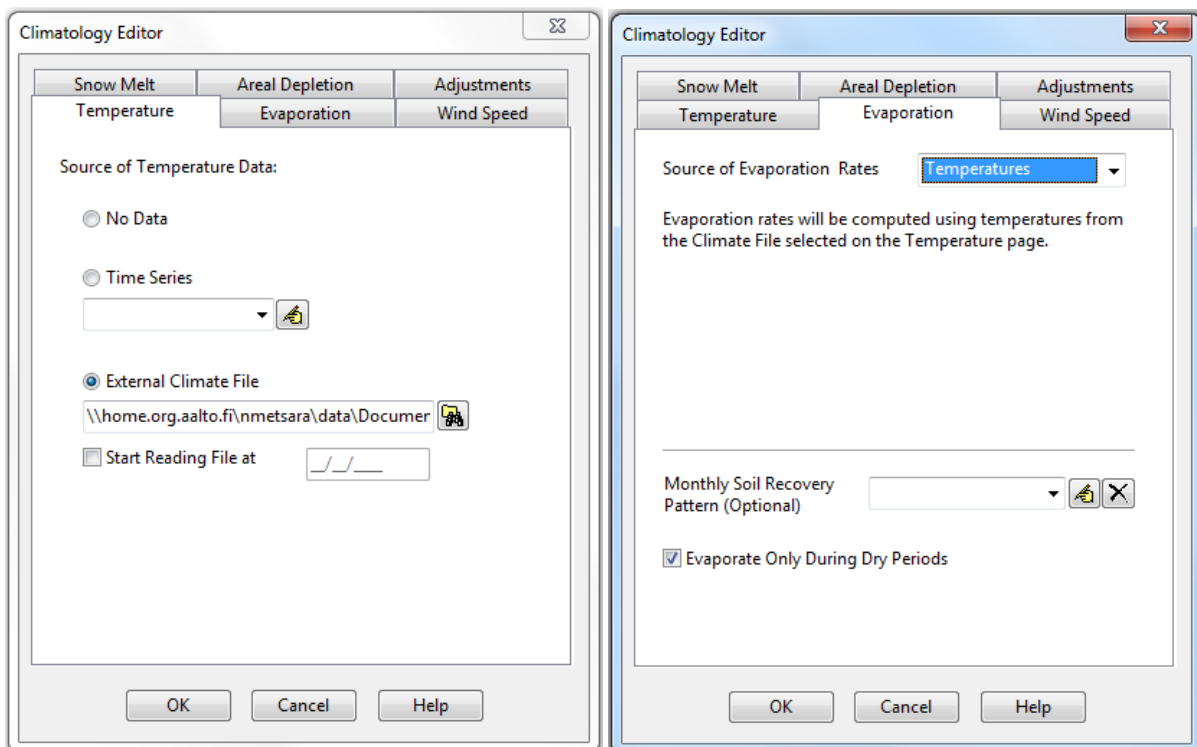 Climatology Editor
Snow Melt Areal Depletion Adjustments
Temperature Evaporation Wind Speed
Source of Temperature Data:
No Data
Time Series
External Climate File
\\home.org.aalto.fi\nmetsara\data\Documer
Start Reading File at
__/__/____
OK Cancel Help
Climatology Editor
Snow Melt Areal Depletion Adjustments
Temperature Evaporation Wind Speed
Source of Evaporation Rates Temperatures
Evaporation rates will be computed using temperatures from
the Climate File selected on the Temperature page.
Monthly Soil Recovery
Pattern (Optional)
Evaporate Only During Dry Periods
OK Cancel Help